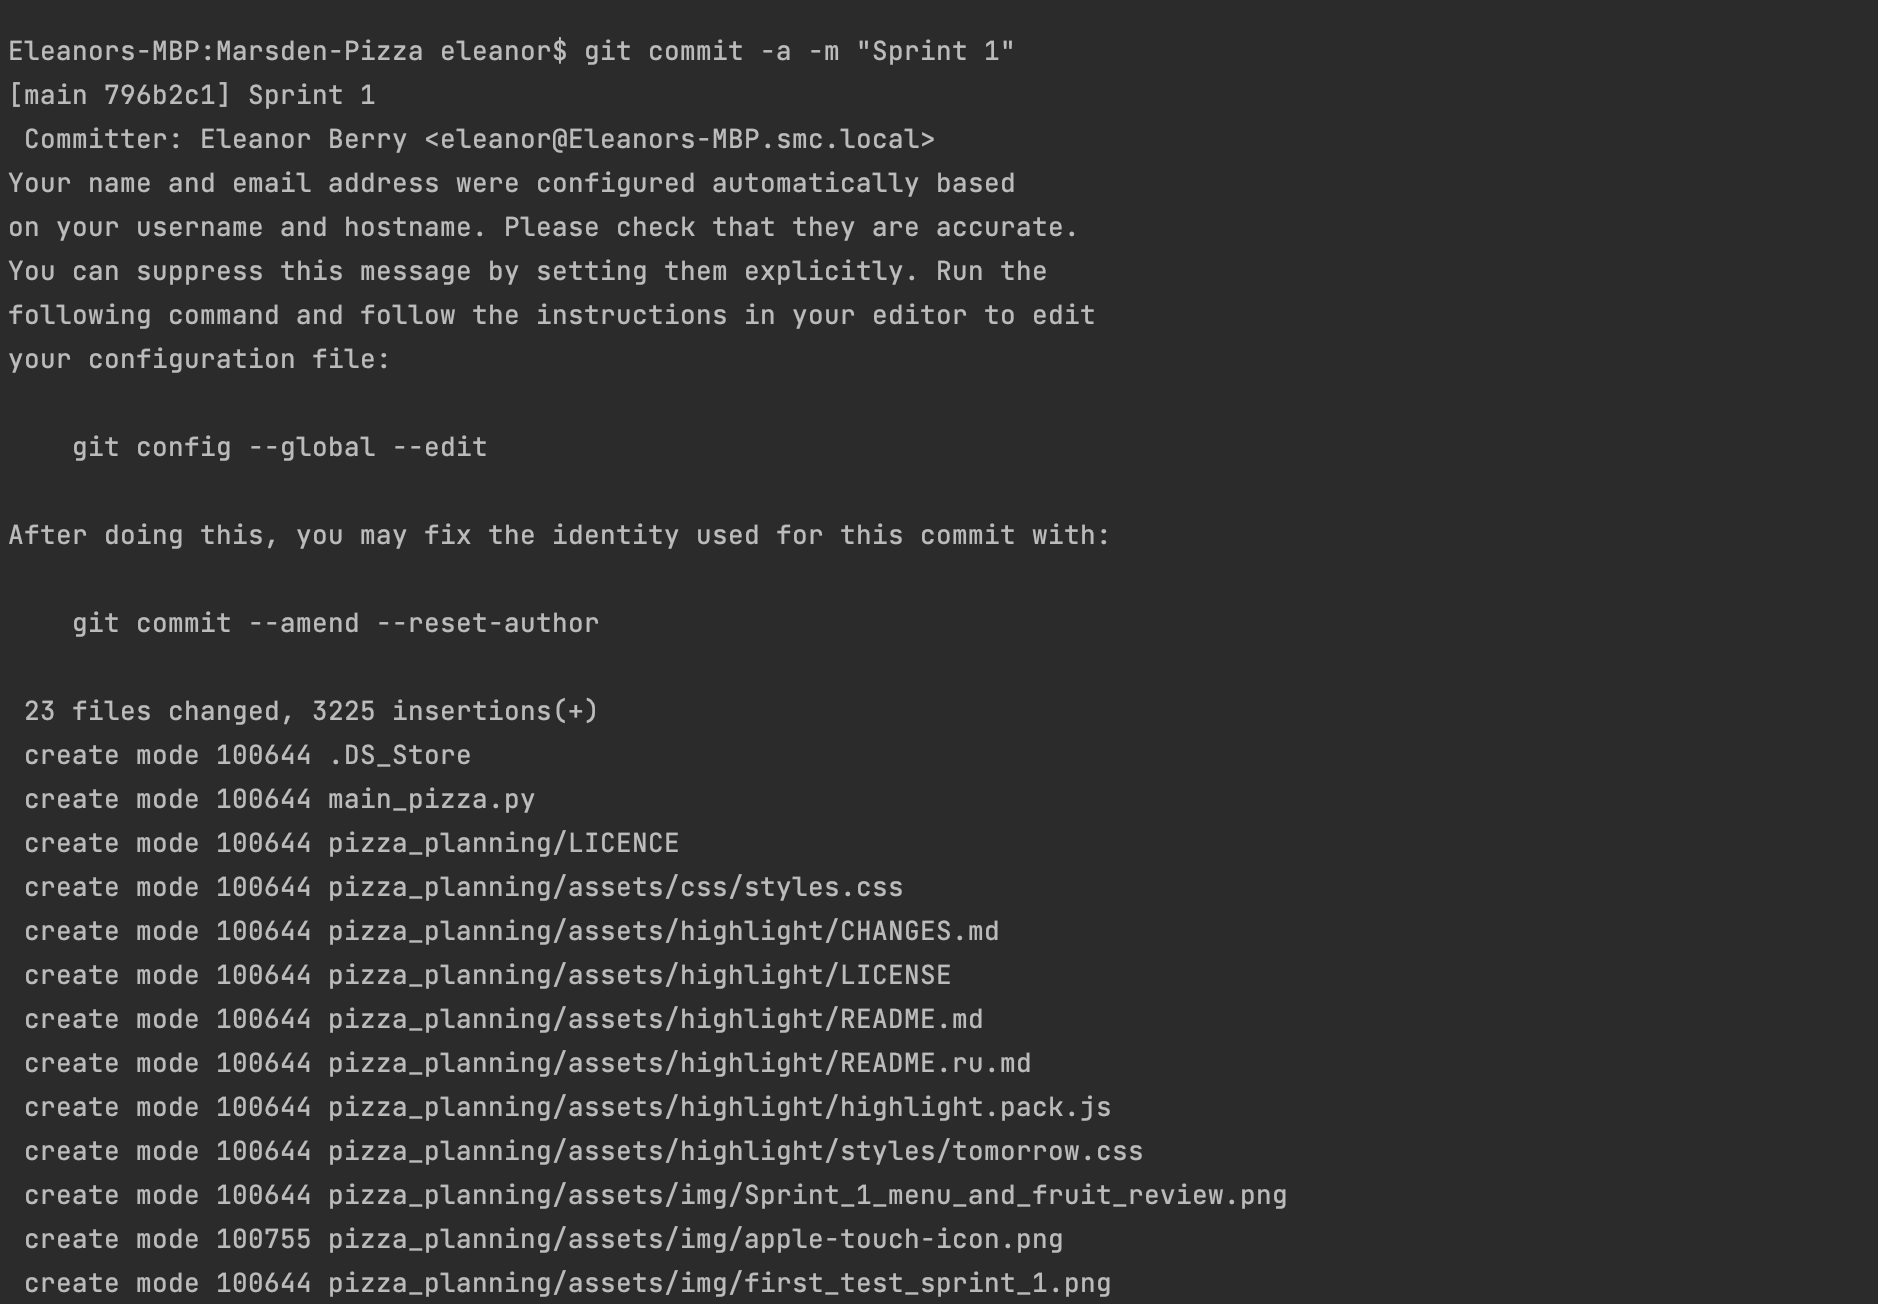 Eleanors-MBP:Marsden-Pizza eleanor$ git commit -a -m "Sprint 1"
[main 796b2c1] Sprint 1
 Committer: Eleanor Berry <eleanor@Eleanors-MBP.smc.local>
Your name and email address were configured automatically based
on your username and hostname. Please check that they are accurate.
You can suppress this message by setting them explicitly. Run the
following command and follow the instructions in your editor to edit
your configuration file:

    git config --global --edit

After doing this, you may fix the identity used for this commit with:

    git commit --amend --reset-author

 23 files changed, 3225 insertions(+)
 create mode 100644 .DS_Store
 create mode 100644 main_pizza.py
 create mode 100644 pizza_planning/LICENCE
 create mode 100644 pizza_planning/assets/css/styles.css
 create mode 100644 pizza_planning/assets/highlight/CHANGES.md
 create mode 100644 pizza_planning/assets/highlight/LICENSE
 create mode 100644 pizza_planning/assets/highlight/README.md
 create mode 100644 pizza_planning/assets/highlight/README.ru.md
 create mode 100644 pizza_planning/assets/highlight/highlight.pack.js
 create mode 100644 pizza_planning/assets/highlight/styles/tomorrow.css
 create mode 100644 pizza_planning/assets/img/Sprint_1_menu_and_fruit_review.png
 create mode 100755 pizza_planning/assets/img/apple-touch-icon.png
 create mode 100644 pizza_planning/assets/img/first_test_sprint_1.png